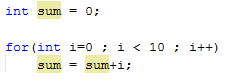 int sum = 0;
for(int i=0 ; i < 10 ; i++)
sum = sum+i;